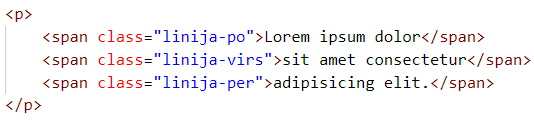 <p>
    <span class="linija-po">Lorem ipsum dolor</span>
    <span class="linija-virs">sit amet consectetur</span>
    <span class="linija-per">adipisicing elit.</span>
</p>